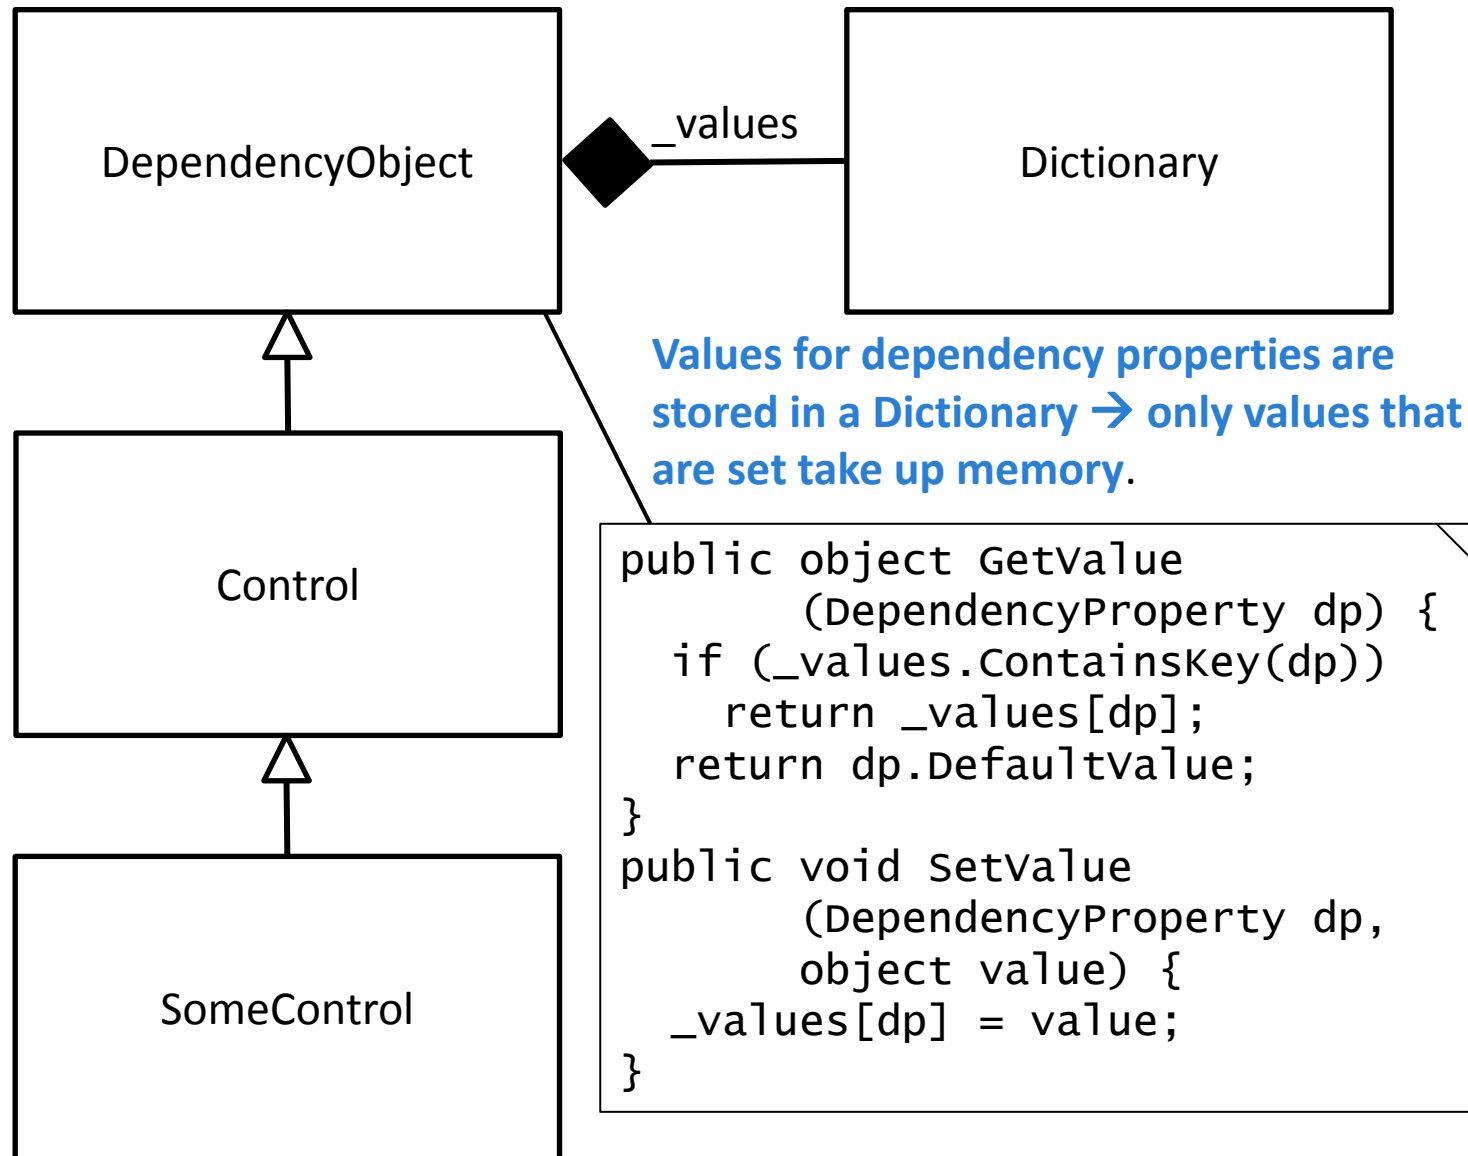 DependencyObject
_values
Dictionary
Values for dependency properties are
stored in a Dictionary → only values that
are set take up memory.
Control
SomeControl
public object GetValue
(DependencyProperty dp) {
if (_values.ContainsKey(dp))
return _values[dp];
return dp.DefaultValue;
}
public void SetValue
(DependencyProperty dp,
object value) {
_values[dp] = value;
}